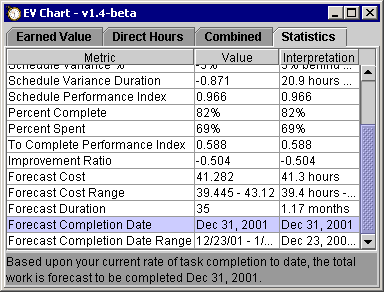 EV Chart - v1.4-beta
Earned Value Direct Hours Combined Statistics
Metric Value Interpretation
Schedule Variance % -3% 3% behind ...
Schedule Variance Duration -0.871 20.9 hours ...
Schedule Performance Index 0.966 0.966
Percent Complete 82% 82%
Percent Spent 69% 69%
To Complete Performance Index 0.588 0.588
Improvement Ratio -0.504 -0.504
Forecast Cost 41.282 41.3 hours
Forecast Cost Range 39.445 - 43.12 39.4 hours -...
Forecast Duration 35 1.17 months
Forecast Completion Date Dec 31, 2001 Dec 31, 2001
Forecast Completion Date Range 12/23/01 - 1/... Dec 23, 200...
Based upon your current rate of task completion to date, the total
work is forecast to be completed Dec 31, 2001.